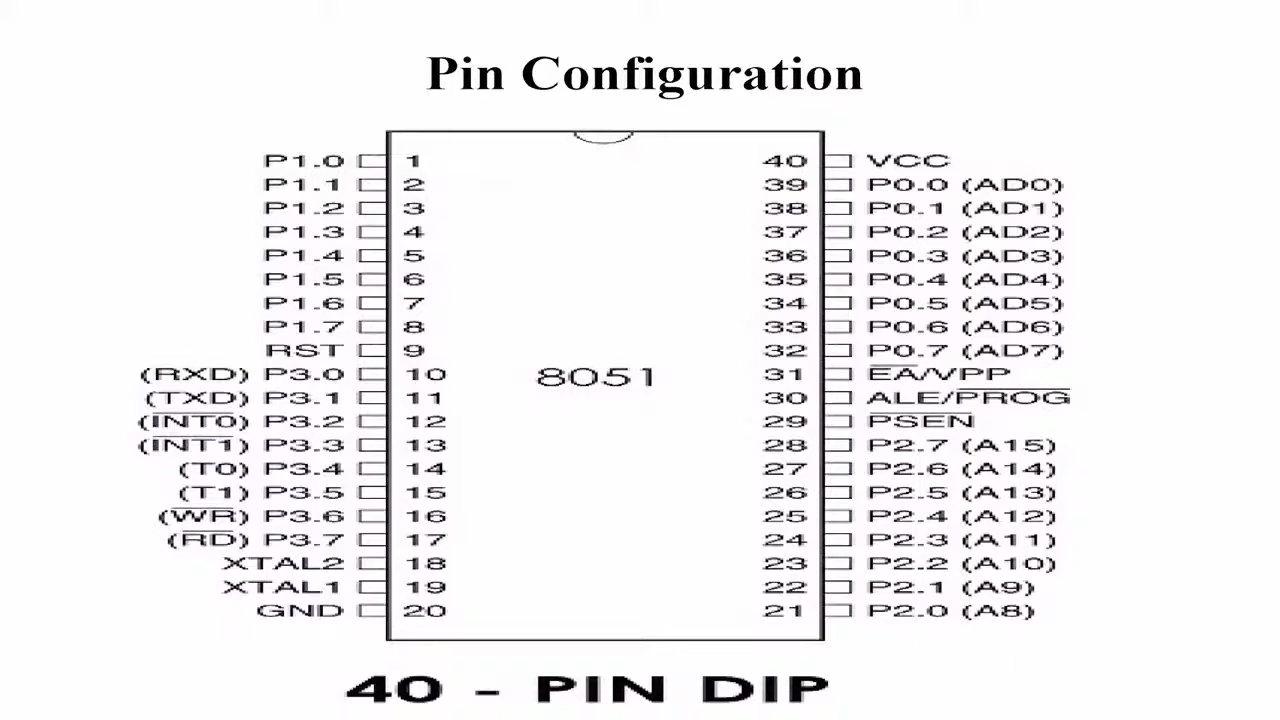 Pin Configuration
P1.0 1 40 VCC
P1.1 2 39 P0.0 (AD0)
P1.2 3 38 P0.1 (AD1)
P1.3 4 37 P0.2 (AD2)
P1.4 5 36 P0.3 (AD3)
P1.5 6 35 P0.4 (AD4)
P1.6 7 34 P0.5 (AD5)
P1.7 8 33 P0.6 (AD6)
RST 9 32 P0.7 (AD7)
(RXD) P3.0 10 8051 31 E̅A̅/VPP
(TXD) P3.1 11 30 ALE/P̅R̅O̅G̅
(I̅N̅T̅0̅) P3.2 12 29 P̅S̅E̅N̅
(I̅N̅T̅1̅) P3.3 13 28 P2.7 (A15)
(T0) P3.4 14 27 P2.6 (A14)
(T1) P3.5 15 26 P2.5 (A13)
(W̅R̅) P3.6 16 25 P2.4 (A12)
(R̅D̅) P3.7 17 24 P2.3 (A11)
XTAL2 18 23 P2.2 (A10)
XTAL1 19 22 P2.1 (A9)
GND 20 21 P2.0 (A8)
40 - PIN DIP